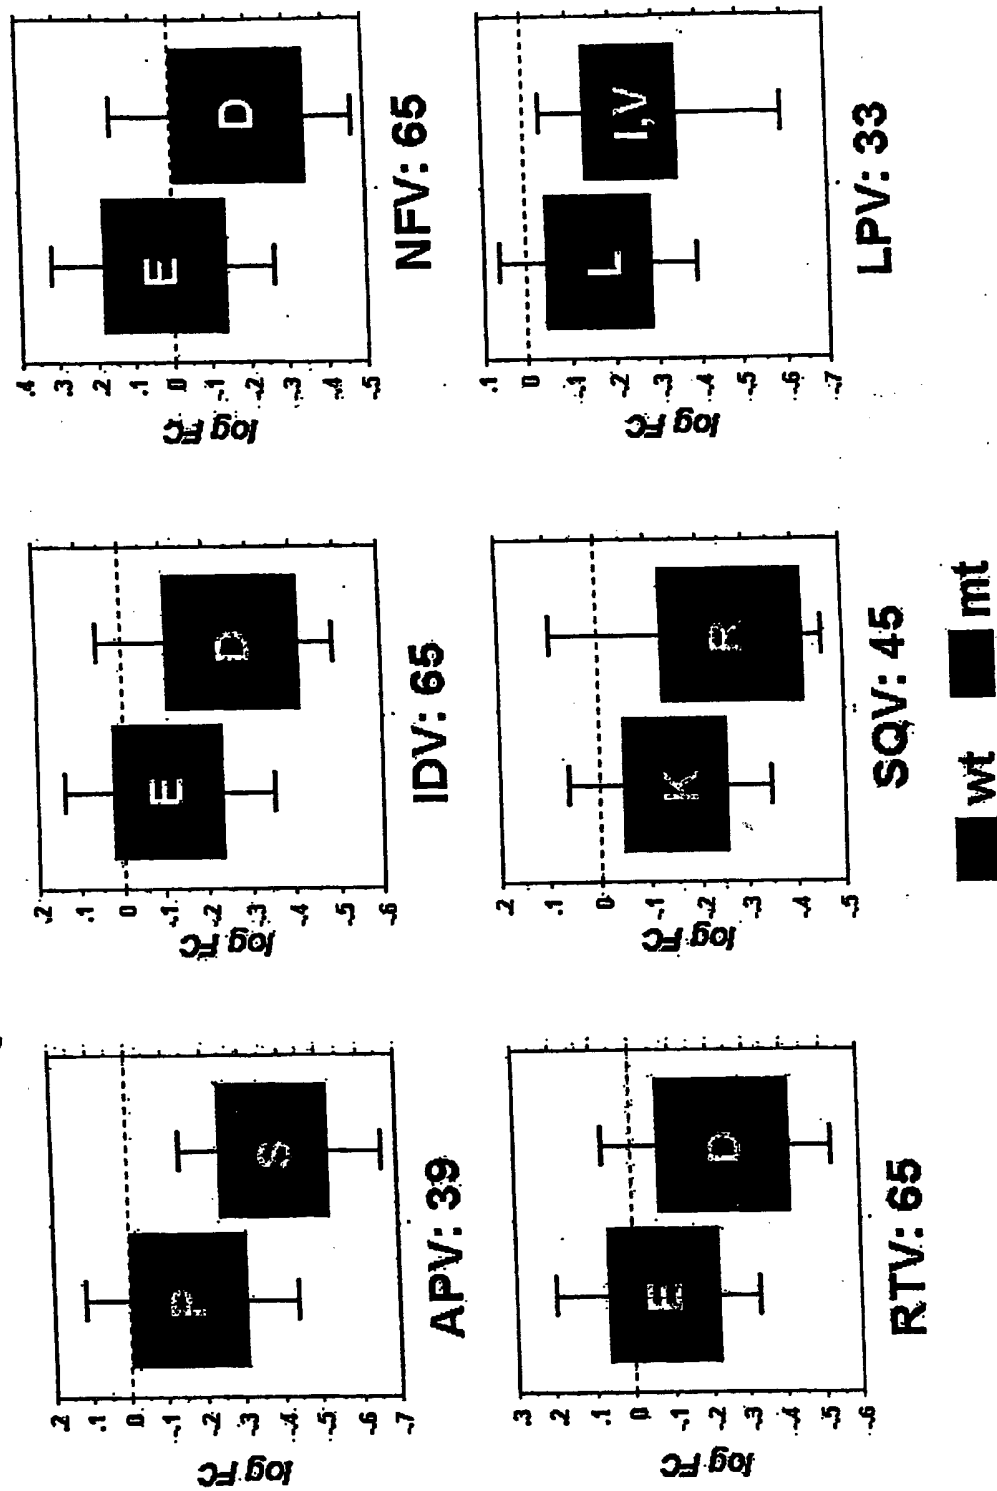 log FC
.2
.1
0
-.1
-.2
-.3
-.4
-.5
-.6
-.7
P
S
APV: 39
log FC
.2
.1
0
-.1
-.2
-.3
-.4
-.5
-.6
E
D
IDV: 65
log FC
.4
.3
.2
.1
0
-.1
-.2
-.3
-.4
-.5
E
D
NFV: 65
log FC
.3
.2
.1
0
-.1
-.2
-.3
-.4
-.5
-.6
E
D
RTV: 65
log FC
.2
.1
0
-.1
-.2
-.3
-.4
-.5
K
R
SQV: 45
log FC
.1
0
-.1
-.2
-.3
-.4
-.5
-.6
-.7
L
I,V
LPV: 33
wt
mt